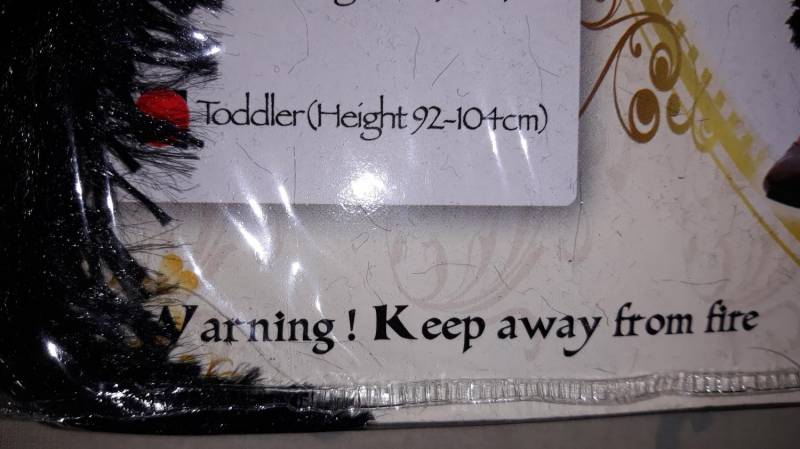 Toddler (Height 92-104cm)
Warning ! Keep away from fire